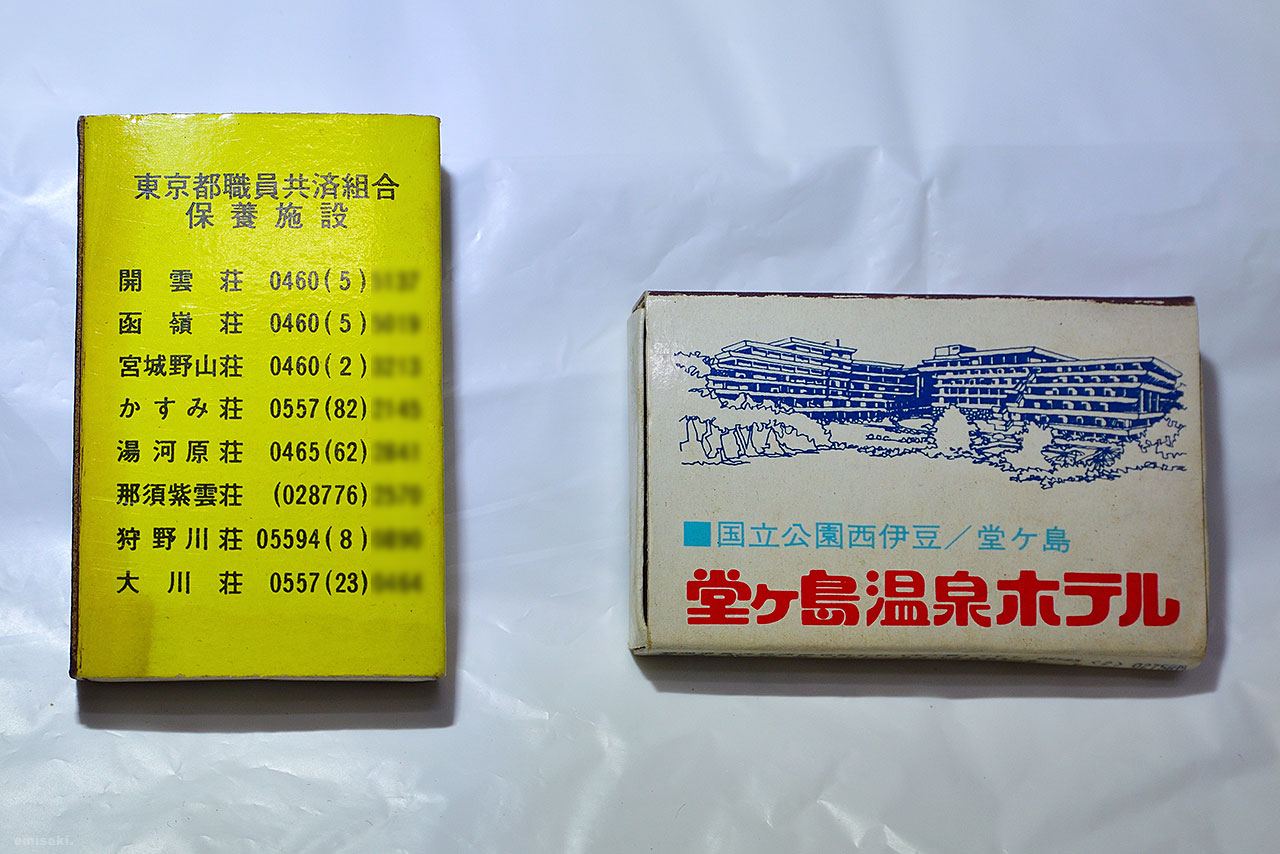 東京都職員共済組合
保養施設
開雲荘 0460(5)
函嶺荘 0460(5)
宮城野山荘 0460(2)
かすみ荘 0557(82)
湯河原荘 0465(62)
那須紫雲荘 (028776)
狩野川荘 05594(8)
大川荘 0557(23)
■国立公園西伊豆／堂ケ島
堂ヶ島温泉ホテル
emisaki.